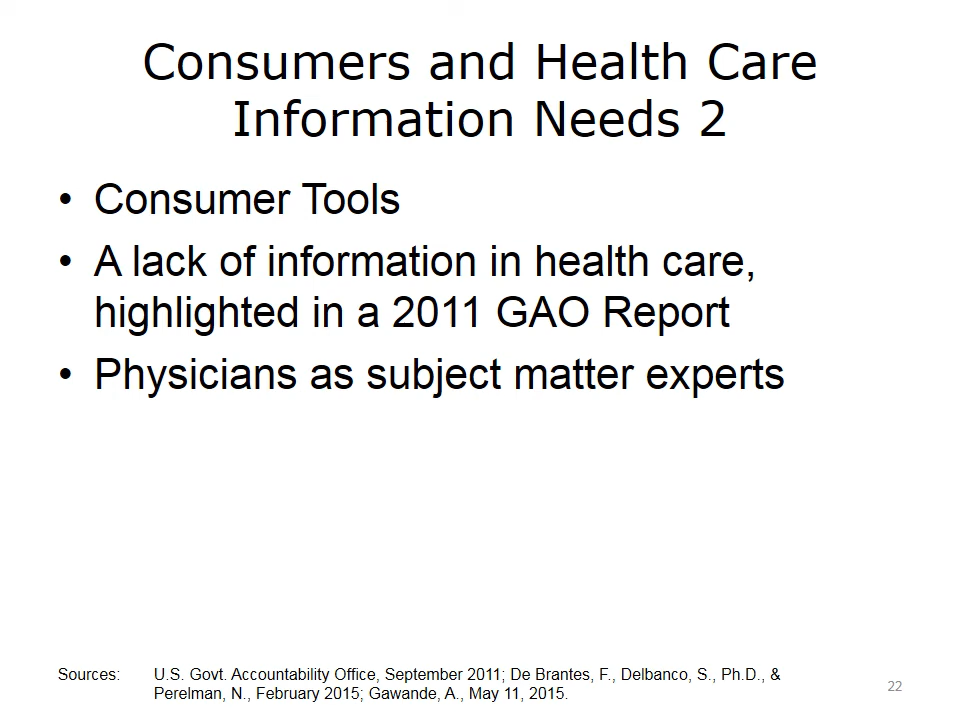 Consumers and Health Care
Information Needs 2
• Consumer Tools
• A lack of information in health care,
highlighted in a 2011 GAO Report
• Physicians as subject matter experts
Sources: U.S. Govt. Accountability Office, September 2011; De Brantes, F., Delbanco, S., Ph.D., &
Perelman, N., February 2015; Gawande, A., May 11, 2015.
22